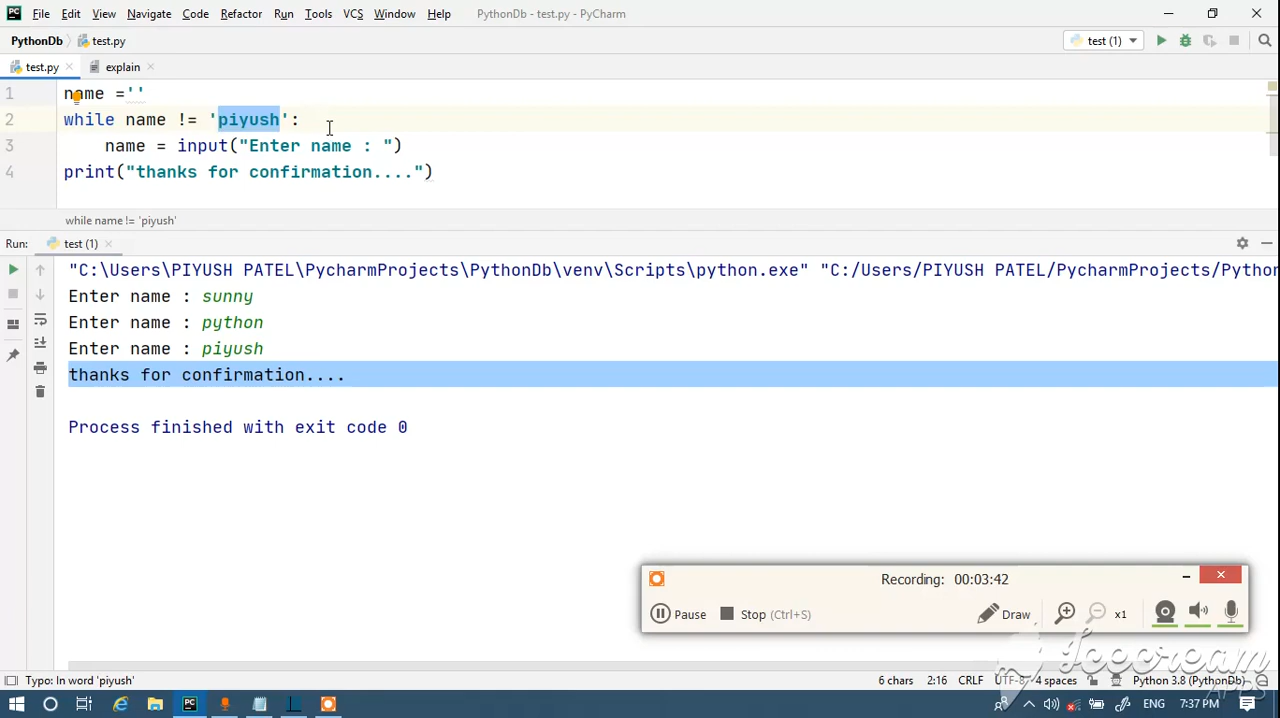 File Edit View Navigate Code Refactor Run Tools VCS Window Help PythonDb - test.py - PyCharm
PythonDb test.py test (1)
test.py explain
1 name =''
2 while name != 'piyush':
3 name = input("Enter name : ")
4 print("thanks for confirmation....")
while name != 'piyush'
Run: test (1)
"C:\Users\PIYUSH PATEL\PycharmProjects\PythonDb\venv\Scripts\python.exe" "C:/Users/PIYUSH PATEL/PycharmProjects/Python
Enter name : sunny
Enter name : python
Enter name : piyush
thanks for confirmation....
Process finished with exit code 0
Recording: 00:03:42
Pause Stop (Ctrl+S) Draw x1
Icecream
APPS
Typo: In word 'piyush' 6 chars 2:16 CRLF UTF-8 4 spaces Python 3.8 (PythonDb)
ENG 7:37 PM